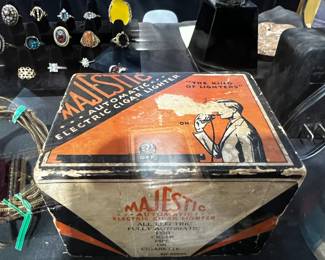 MAJESTIC
AUTOMATIC
ELECTRIC CIGAR LIGHTER
"THE KING
OF LIGHTERS"
ON
OFF
MAJESTIC
AUTOMATIC
ELECTRIC CIGAR LIGHTER
ALL ELECTRIC
FULLY AUTOMATIC
FOR
CIGAR
PIPE
OR
CIGARETTE